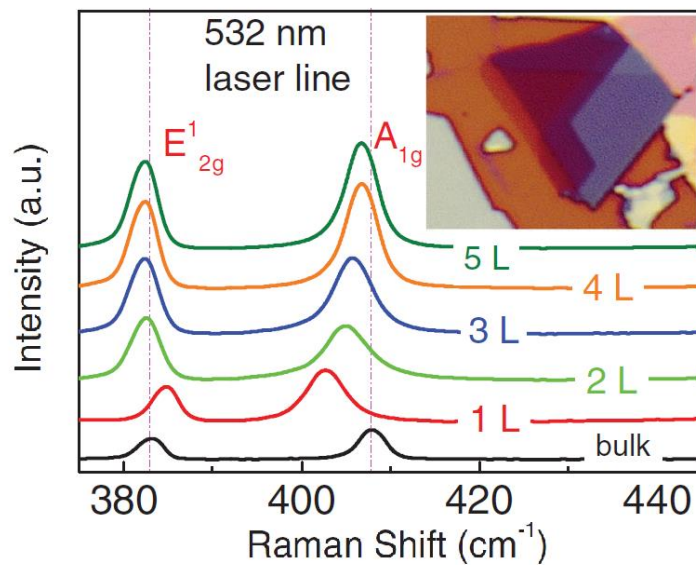 532 nm
laser line
E¹₂g
A₁g
5 L
4 L
3 L
2 L
1 L
bulk
Intensity (a.u.)
380 400 420 440
Raman Shift (cm⁻¹)